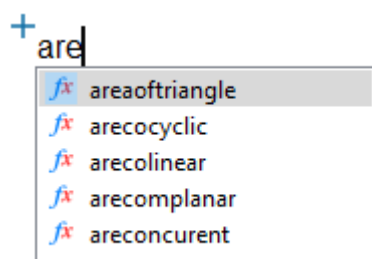 are
fx areaoftriangle
fx arecocyclic
fx arecolinear
fx arecomplanar
fx areconcurent